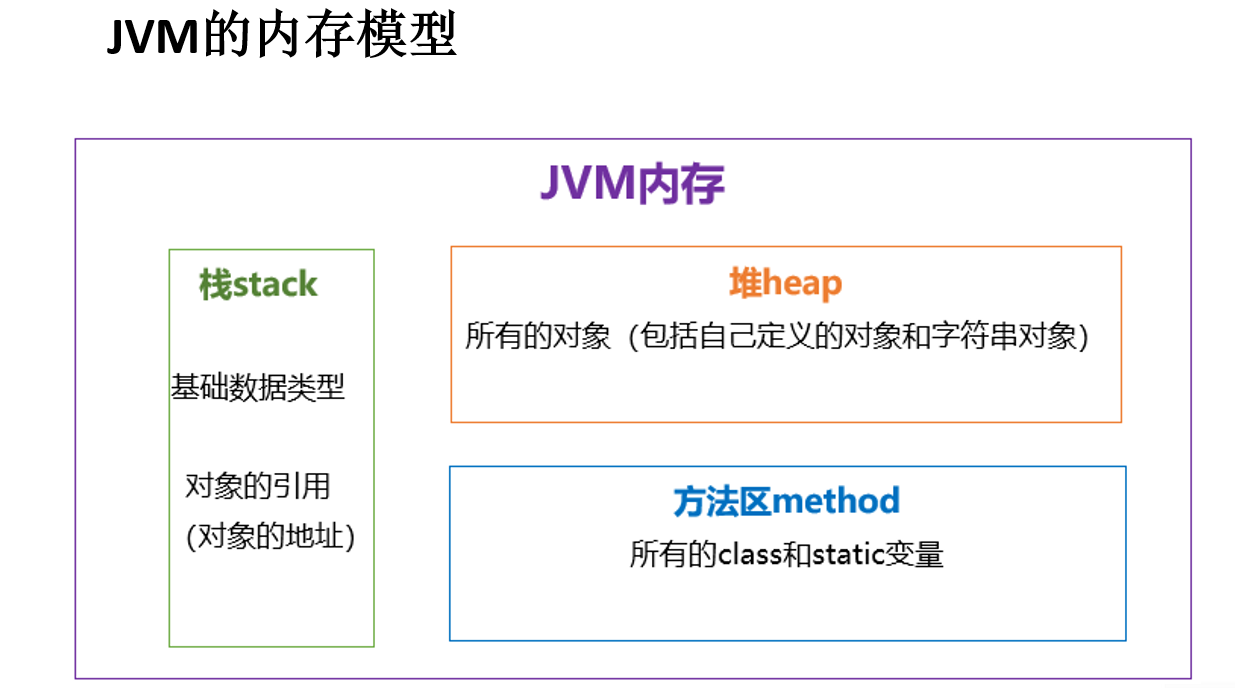 JVM的内存模型
JVM内存
栈stack
基础数据类型
对象的引用
(对象的地址)
堆heap
所有的对象（包括自己定义的对象和字符串对象）
方法区method
所有的class和static变量